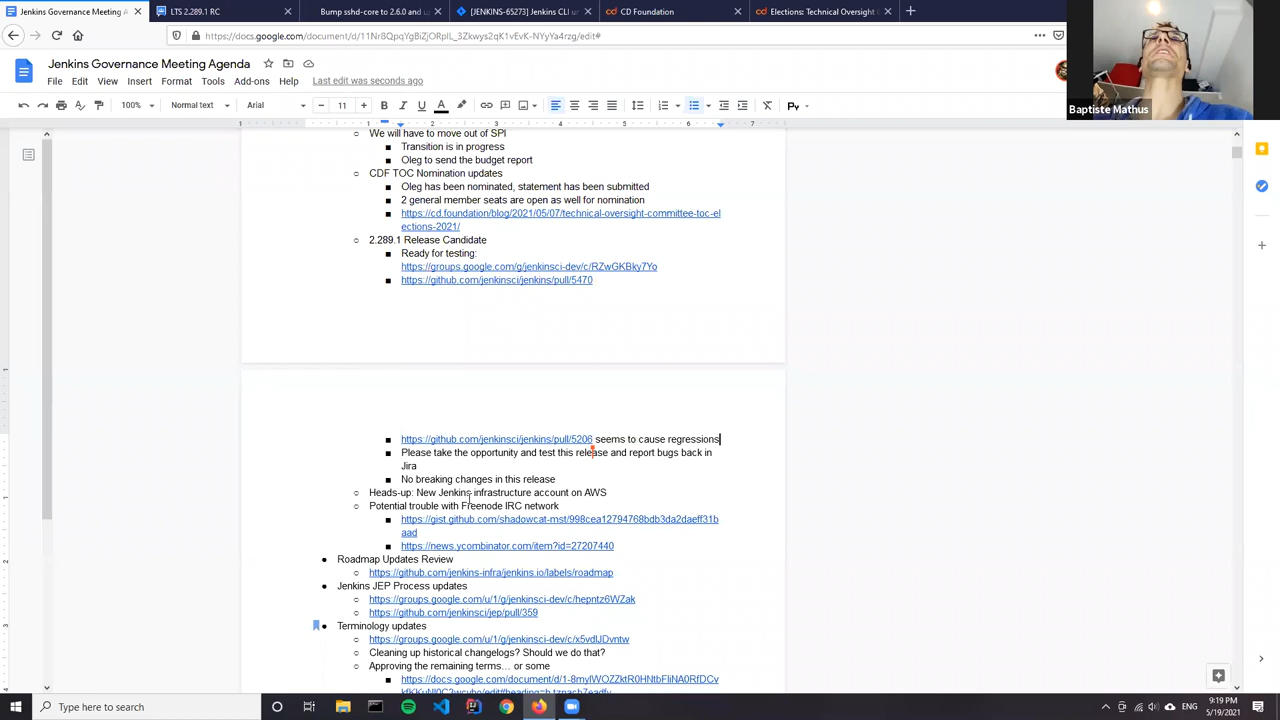 Jenkins Governance Meeting A
LTS 2.289.1 RC
Bump sshd-core to 2.6.0 and u
[JENKINS-65273] Jenkins CLI ur
CD Foundation
Elections: Technical Oversight
https://docs.google.com/document/d/11Nr8QpqYgBiZjORplL_3Zkwys2qK1vEvK-NYyYa4rzg/edit#
Jenkins Governance Meeting Agenda
File Edit View Insert Format Tools Add-ons Help Last edit was seconds ago
100% Normal text Arial 11
Baptiste Mathus
1 1 2 3 4 5 6 7
We will have to move out of SPI
Transition is in progress
Oleg to send the budget report
CDF TOC Nomination updates
Oleg has been nominated, statement has been submitted
2 general member seats are open as well for nomination
https://cd.foundation/blog/2021/05/07/technical-oversight-committee-toc-el
ections-2021/
2.289.1 Release Candidate
Ready for testing:
https://groups.google.com/g/jenkinsci-dev/c/RZwGKBky7Yo
https://github.com/jenkinsci/jenkins/pull/5470
https://github.com/jenkinsci/jenkins/pull/5206 seems to cause regressions
Please take the opportunity and test this release and report bugs back in
Jira
No breaking changes in this release
Heads-up: New Jenkins infrastructure account on AWS
Potential trouble with Freenode IRC network
https://gist.github.com/shadowcat-mst/998cea12794768bdb3da2daeff31b
aad
https://news.ycombinator.com/item?id=27207440
Roadmap Updates Review
https://github.com/jenkins-infra/jenkins.io/labels/roadmap
Jenkins JEP Process updates
https://groups.google.com/u/1/g/jenkinsci-dev/c/hepntz6WZak
https://github.com/jenkinsci/jep/pull/359
Terminology updates
https://groups.google.com/u/1/g/jenkinsci-dev/c/x5vdlJDvntw
Cleaning up historical changelogs? Should we do that?
Approving the remaining terms... or some
https://docs.google.com/document/d/1-8mylWOZZktR0HNtbFliNA0RfDCv
Type here to search
ENG
9:19 PM
5/19/2021